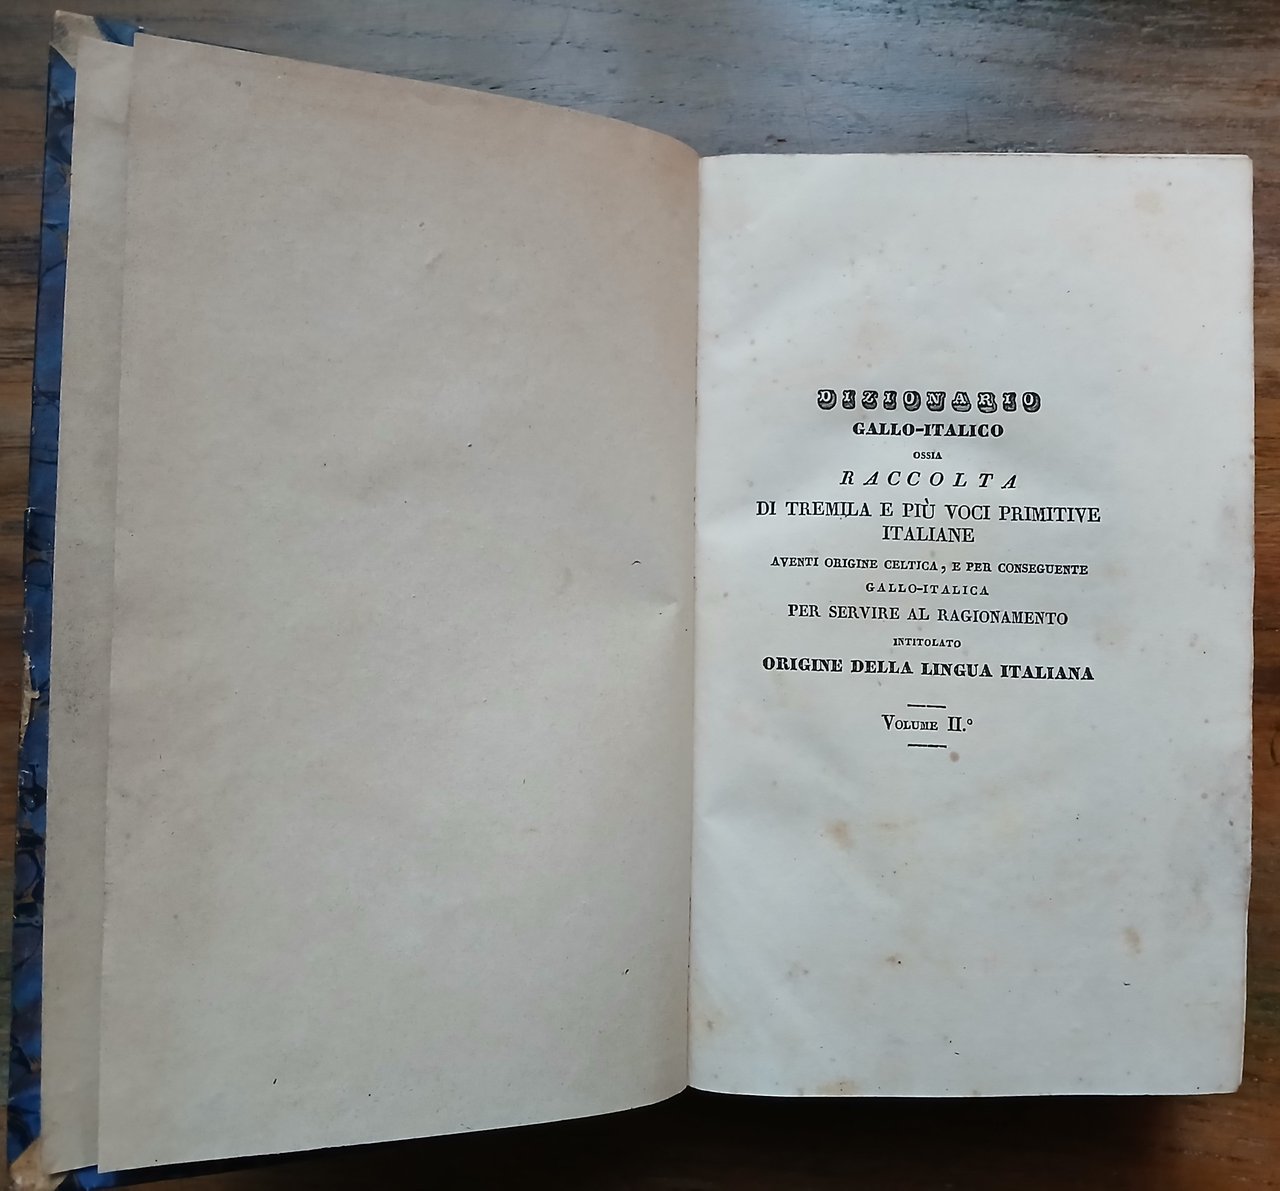 DIZIONARIO
GALLO-ITALICO
OSSIA
RACCOLTA
DI TREMILA E PIÙ VOCI PRIMITIVE
ITALIANE
AVENTI ORIGINE CELTICA, E PER CONSEGUENTE
GALLO-ITALICA
PER SERVIRE AL RAGIONAMENTO
INTITOLATO
ORIGINE DELLA LINGUA ITALIANA
VOLUME II.°